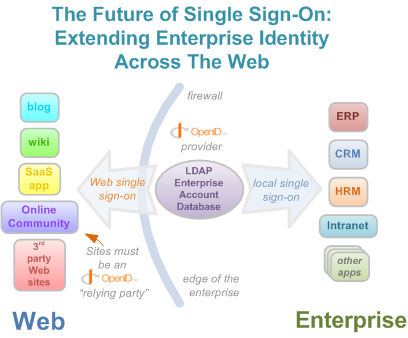 The Future of Single Sign-On:
Extending Enterprise Identity
Across The Web
firewall
OpenID
provider
blog
wiki
SaaS
app
Online
Community
3rd
party
Web
sites
Web single
sign-on
LDAP
Enterprise
Account
Database
local single
sign-on
ERP
CRM
HRM
Intranet
other
apps
Sites must
be an
OpenID
“relying party”
edge of the
enterprise
Web
Enterprise